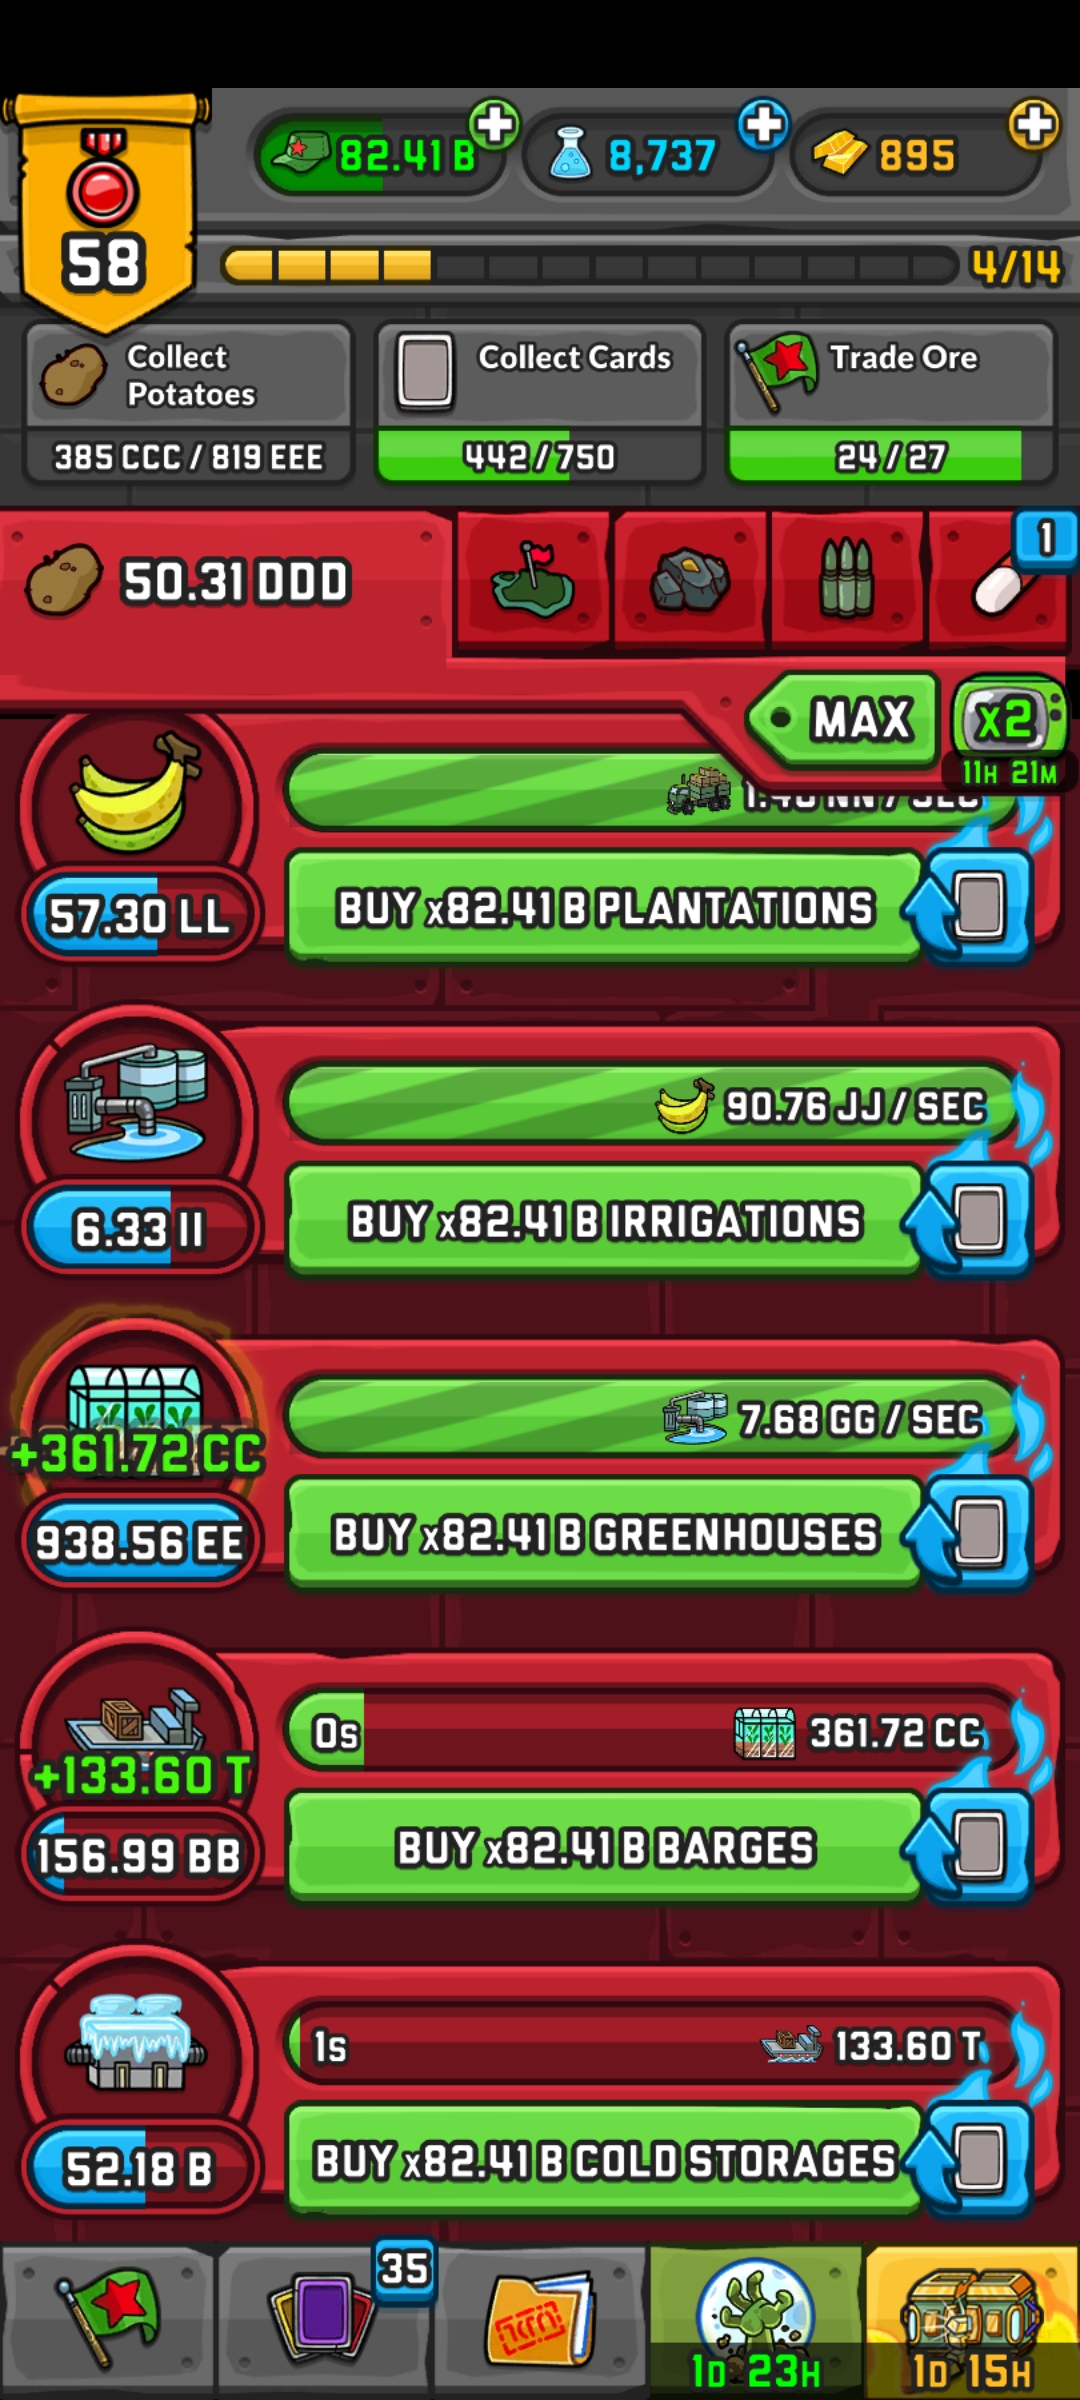 82.41 B
8,737
895
58
4/14
Collect Potatoes
385 CCC / 819 EEE
Collect Cards
442/750
Trade Ore
24/27
50.31 DDD
1
MAX
x2
11H 21M
57.30 LL
BUY x82.41 B PLANTATIONS
90.76 JJ / SEC
6.33 II
BUY x82.41 B IRRIGATIONS
+361.72 CC
7.68 GG / SEC
938.56 EE
BUY x82.41 B GREENHOUSES
0s
361.72 CC
+133.60 T
156.99 BB
BUY x82.41 B BARGES
1s
133.60 T
52.18 B
BUY x82.41 B COLD STORAGES
35
1D 23H
1D 15H